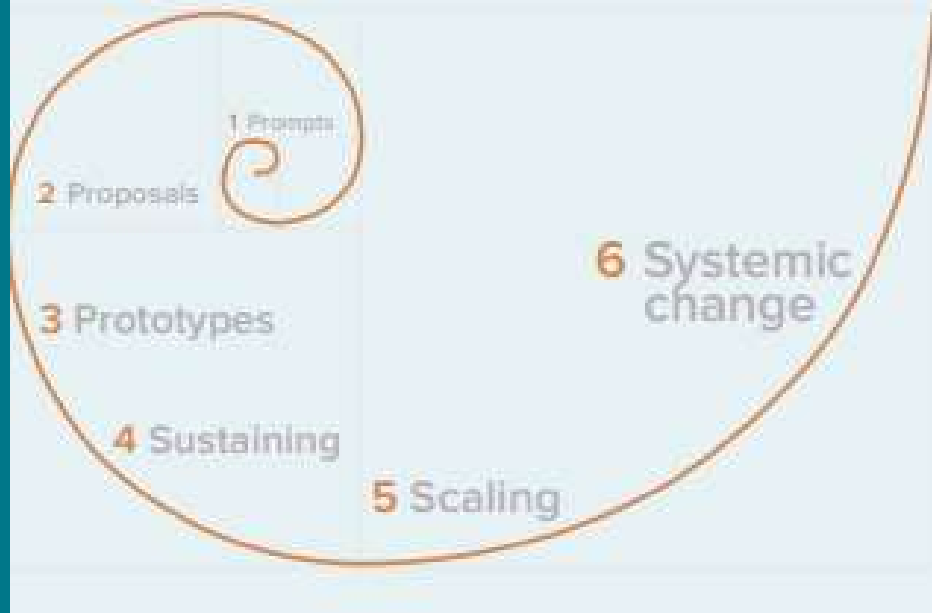 1 Prompts
2 Proposals
3 Prototypes
4 Sustaining
5 Scaling
6 Systemic
change